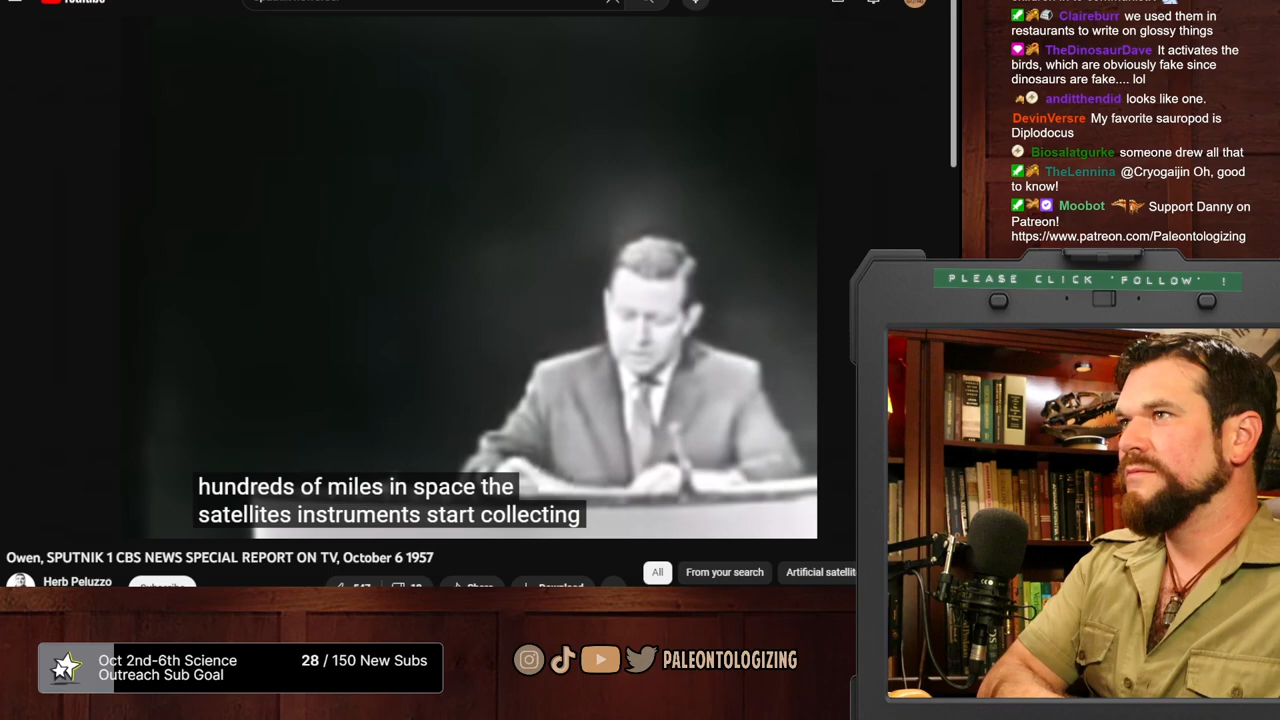 hundreds of miles in space the
satellites instruments start collecting
Owen, SPUTNIK 1 CBS NEWS SPECIAL REPORT ON TV, October 6 1957
Herb Peluzzo
Subscribe
547
Share
Download
All
From your search
Artificial satellit
Oct 2nd-6th Science
Outreach Sub Goal
28 / 150 New Subs
PALEONTOLOGIZING
Claireburr we used them in
restaurants to write on glossy things
TheDinosaurDave It activates the
birds, which are obviously fake since
dinosaurs are fake.... lol
anditthendid looks like one.
DevinVersre My favorite sauropod is
Diplodocus
Biosalatgurke someone drew all that
TheLennina @Cryogaijin Oh, good
to know!
Moobot Support Danny on
Patreon!
https://www.patreon.com/Paleontologizing
PLEASE CLICK 'FOLLOW' !